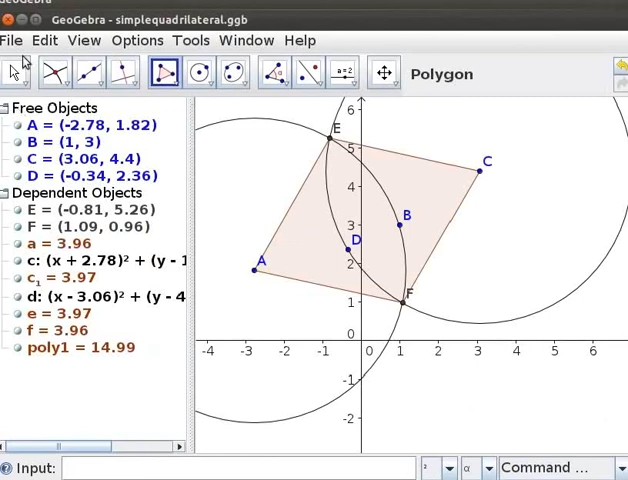 GeoGebra
GeoGebra - simplequadrilateral.ggb
File Edit View Options Tools Window Help
a=2
Polygon
Free Objects
A = (-2.78, 1.82)
B = (1, 3)
C = (3.06, 4.4)
D = (-0.34, 2.36)
Dependent Objects
E = (-0.81, 5.26)
F = (1.09, 0.96)
a = 3.96
c: (x + 2.78)² + (y - 1
c₁ = 3.97
d: (x - 3.06)² + (y - 4
e = 3.97
f = 3.96
poly1 = 14.99
6
E
5
C
4
B
3
D
2
A
F
1
0
-4 -3 -2 -1 0 1 2 3 4 5 6
-1
-2
Input:
α
Command ...